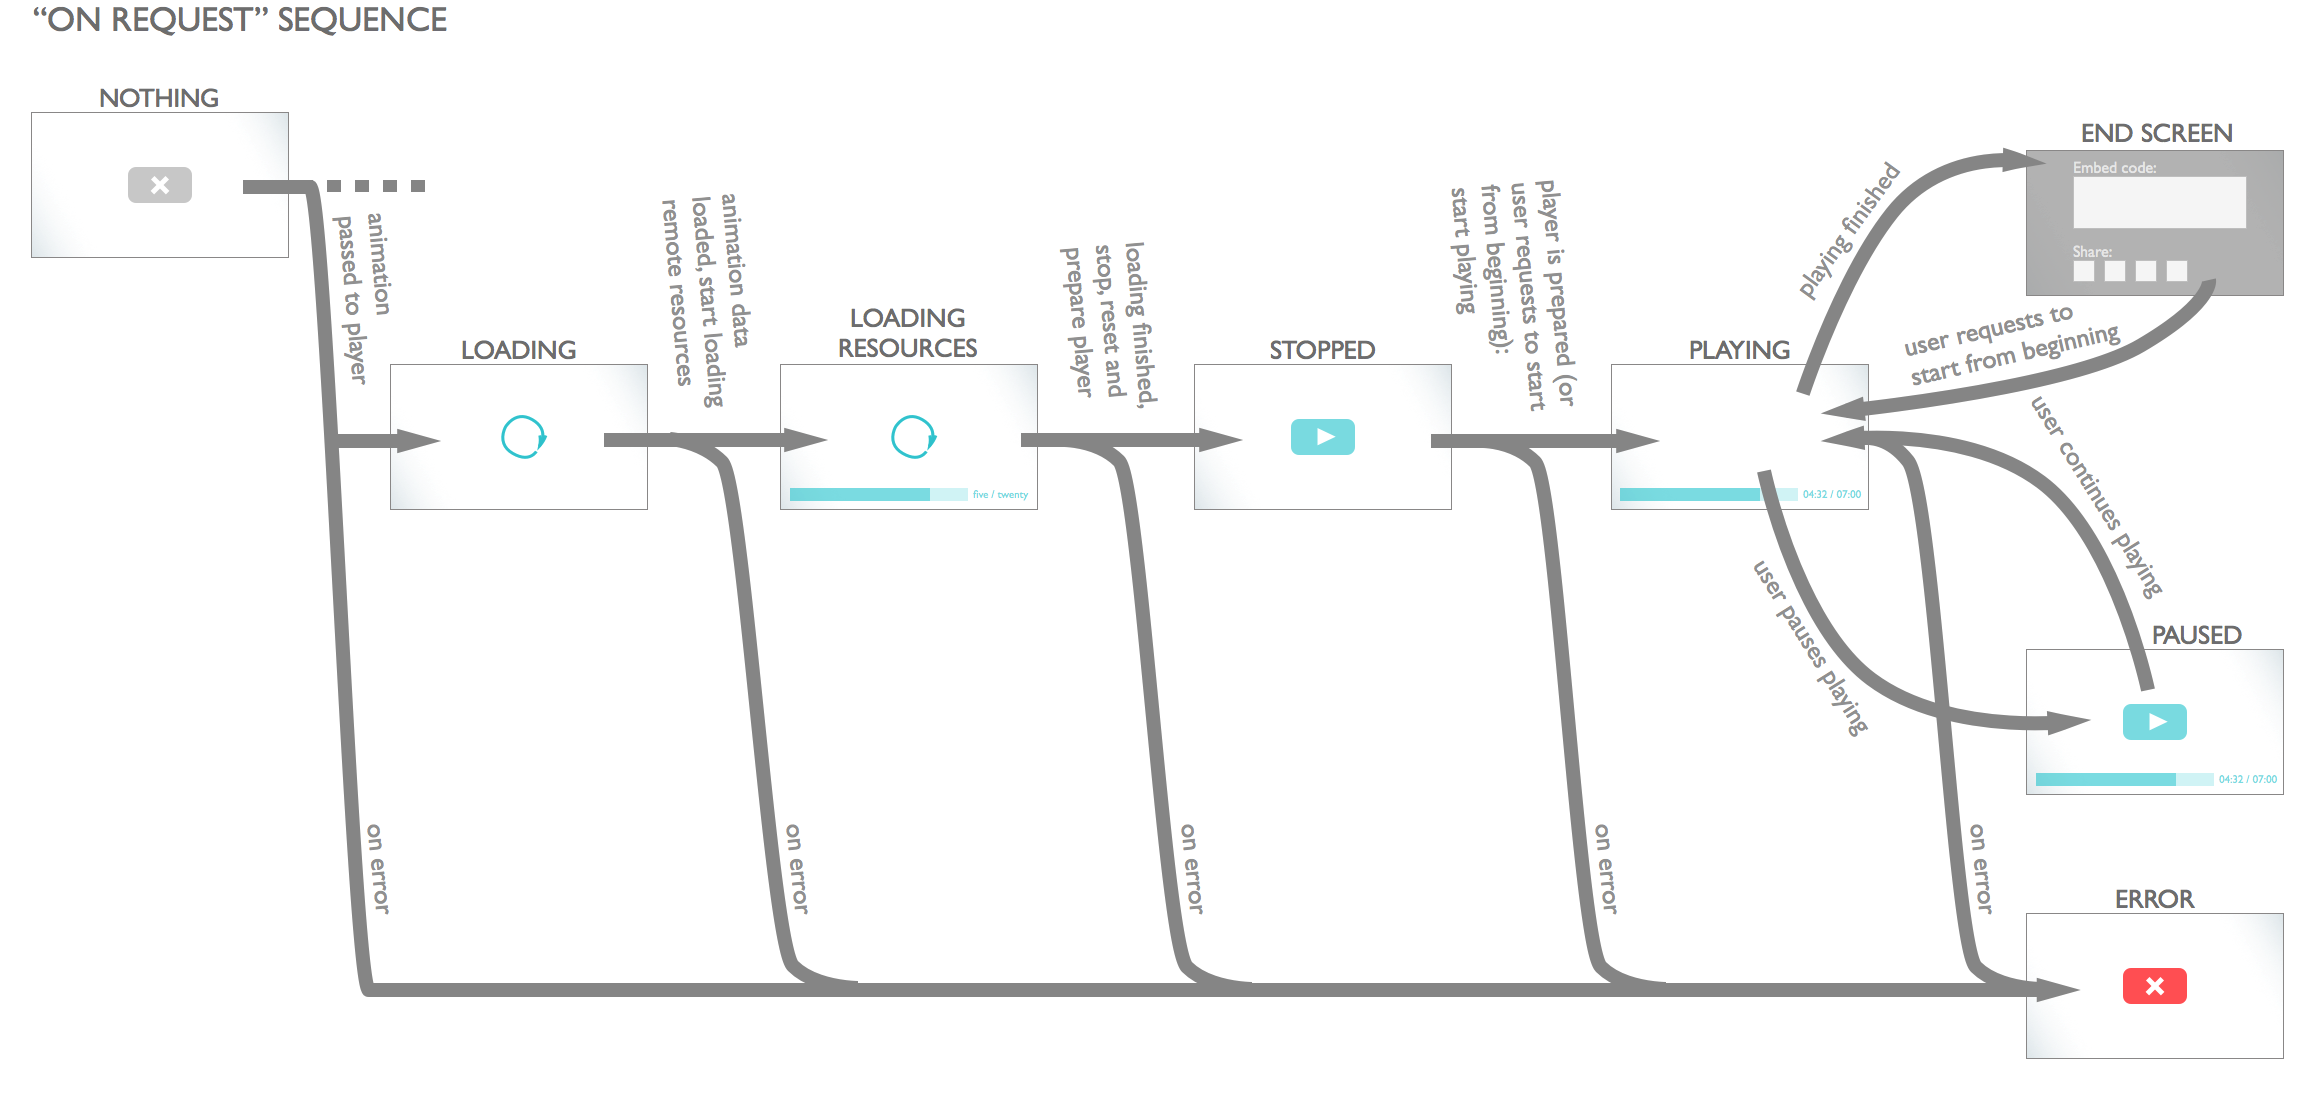 “ON REQUEST” SEQUENCE
NOTHING
animation
passed to player
on error
LOADING
animation data
loaded, start loading
remote resources
on error
LOADING
RESOURCES
five / twenty
loading finished,
stop, reset and
prepare player
on error
STOPPED
player is prepared (or
user requests to start
from beginning):
start playing
on error
PLAYING
04:32 / 07:00
playing finished
END SCREEN
Embed code:
Share:
user requests to
start from beginning
user continues playing
user pauses playing
PAUSED
04:32 / 07:00
on error
ERROR